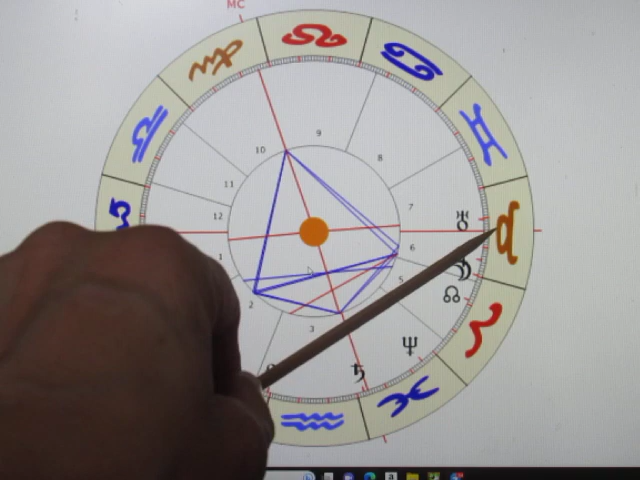 MC
♍ ♌ ♋
♎ ♊
10 9 8
11 7
12 ♅
♏ 6 ♉
1 ☽
2 5 ☊
3 ♈
♆
♄
♒ ♓